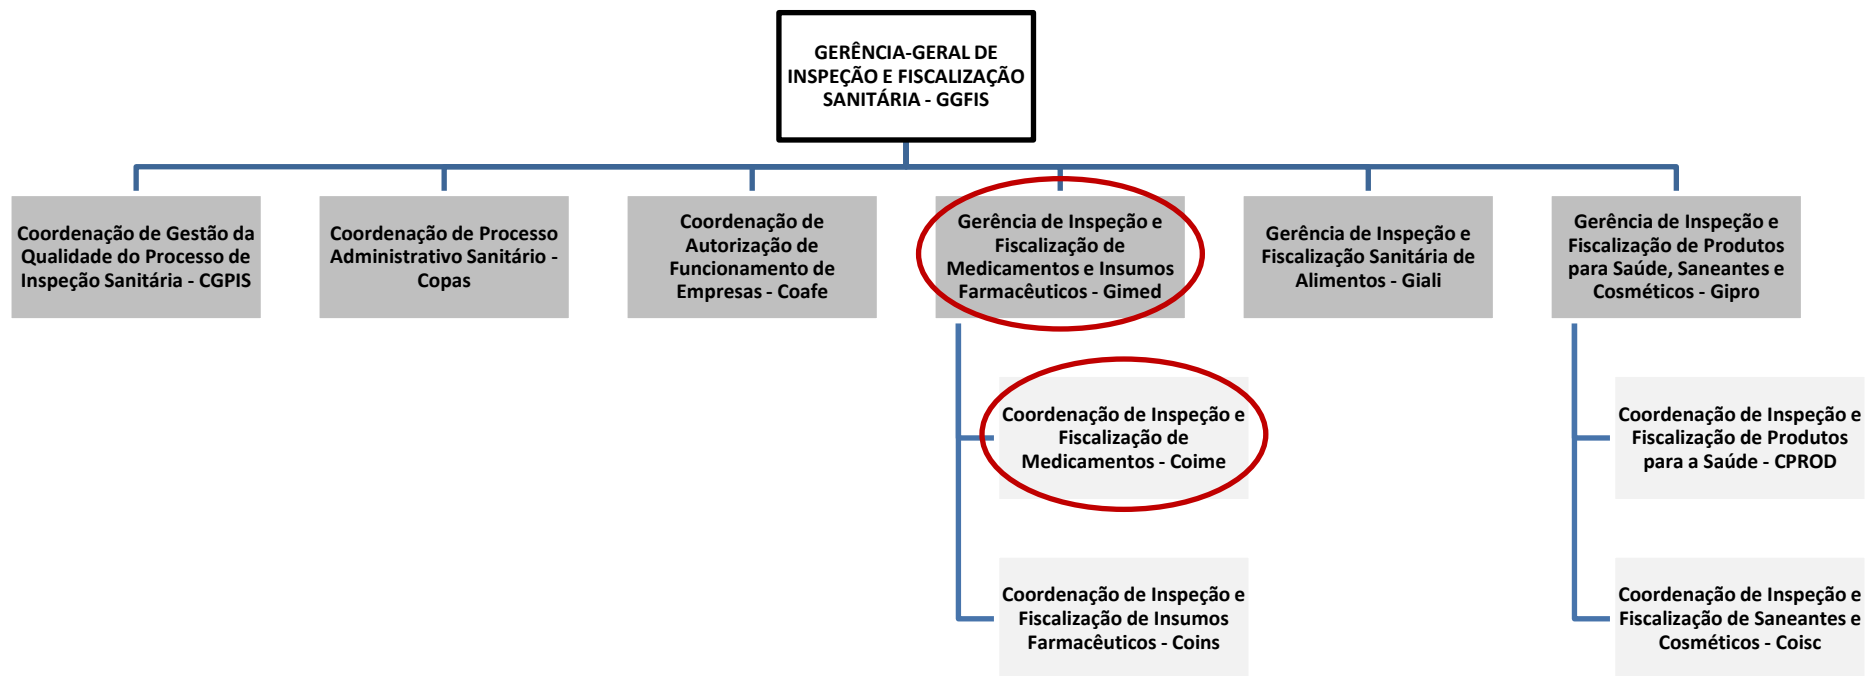 GERÊNCIA-GERAL DE
INSPEÇÃO E FISCALIZAÇÃO
SANITÁRIA - GGFIS
Coordenação de Gestão da
Qualidade do Processo de
Inspeção Sanitária - CGPIS
Coordenação de Processo
Administrativo Sanitário -
Copas
Coordenação de
Autorização de
Funcionamento de
Empresas - Coafe
Gerência de Inspeção e
Fiscalização de
Medicamentos e Insumos
Farmacêuticos - Gimed
Gerência de Inspeção e
Fiscalização Sanitária de
Alimentos - Giali
Gerência de Inspeção e
Fiscalização de Produtos
para Saúde, Saneantes e
Cosméticos - Gipro
Coordenação de Inspeção e
Fiscalização de
Medicamentos - Coime
Coordenação de Inspeção e
Fiscalização de Produtos
para a Saúde - CPROD
Coordenação de Inspeção e
Fiscalização de Insumos
Farmacêuticos - Coins
Coordenação de Inspeção e
Fiscalização de Saneantes e
Cosméticos - Coisc